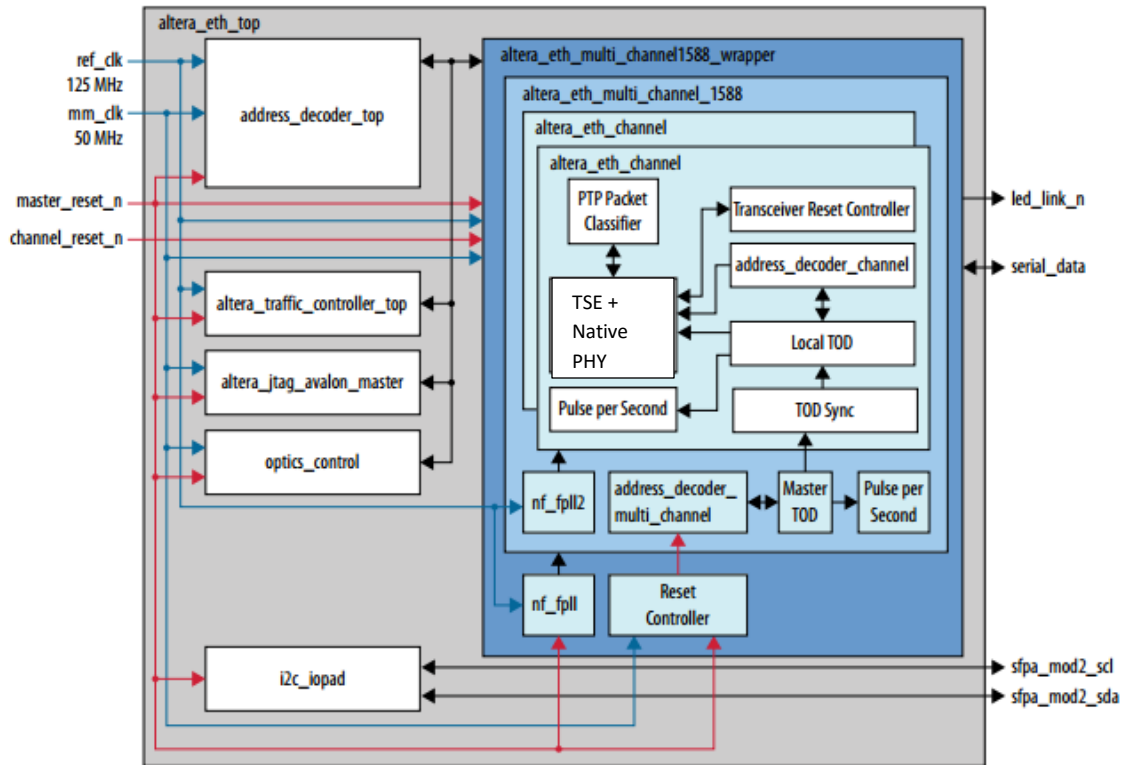 altera_eth_top
ref_clk
125 MHz
mm_clk
50 MHz
master_reset_n
channel_reset_n
address_decoder_top
altera_traffic_controller_top
altera_jtag_avalon_master
optics_control
i2c_iopad
altera_eth_multi_channel1588_wrapper
altera_eth_multi_channel_1588
altera_eth_channel
altera_eth_channel
PTP Packet
Classifier
Transceiver Reset Controller
address_decoder_channel
TSE +
Native
PHY
Local TOD
Pulse per Second
TOD Sync
nf_fpll2
address_decoder_
multi_channel
Master
TOD
Pulse per
Second
nf_fpll
Reset
Controller
led_link_n
serial_data
sfpa_mod2_scl
sfpa_mod2_sda